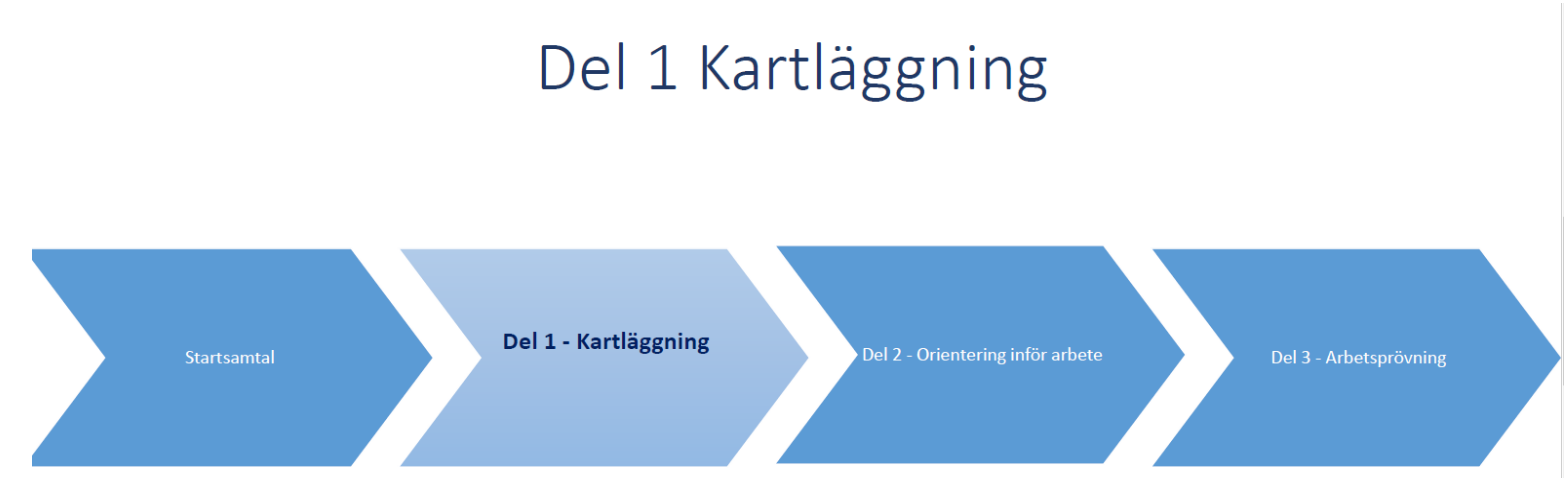 Del 1 Kartläggning
Startsamtal
Del 1 - Kartläggning
Del 2 - Orientering inför arbete
Del 3 - Arbetsprövning